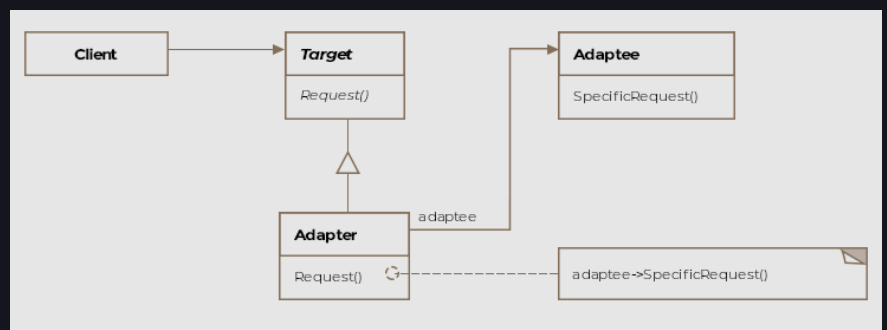 Client
Target
Request()
Adaptee
SpecificRequest()
adaptee
Adapter
Request()
adaptee->SpecificRequest()